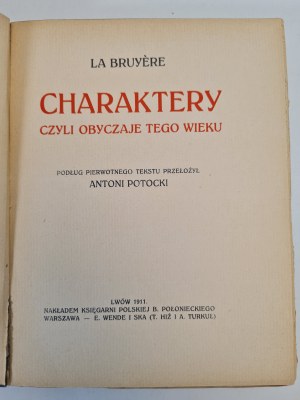 LA BRUYÈRE
CHARAKTERY
CZYLI OBYCZAJE TEGO WIEKU
PODŁUG PIERWOTNEGO TEKSTU PRZEŁOŻYŁ
ANTONI POTOCKI
LWÓW 1911.
NAKŁADEM KSIĘGARNI POLSKIEJ B. POŁONIECKIEGO
WARSZAWA — E. WENDE I SKA (T. HIŻ I A. TURKUŁ)